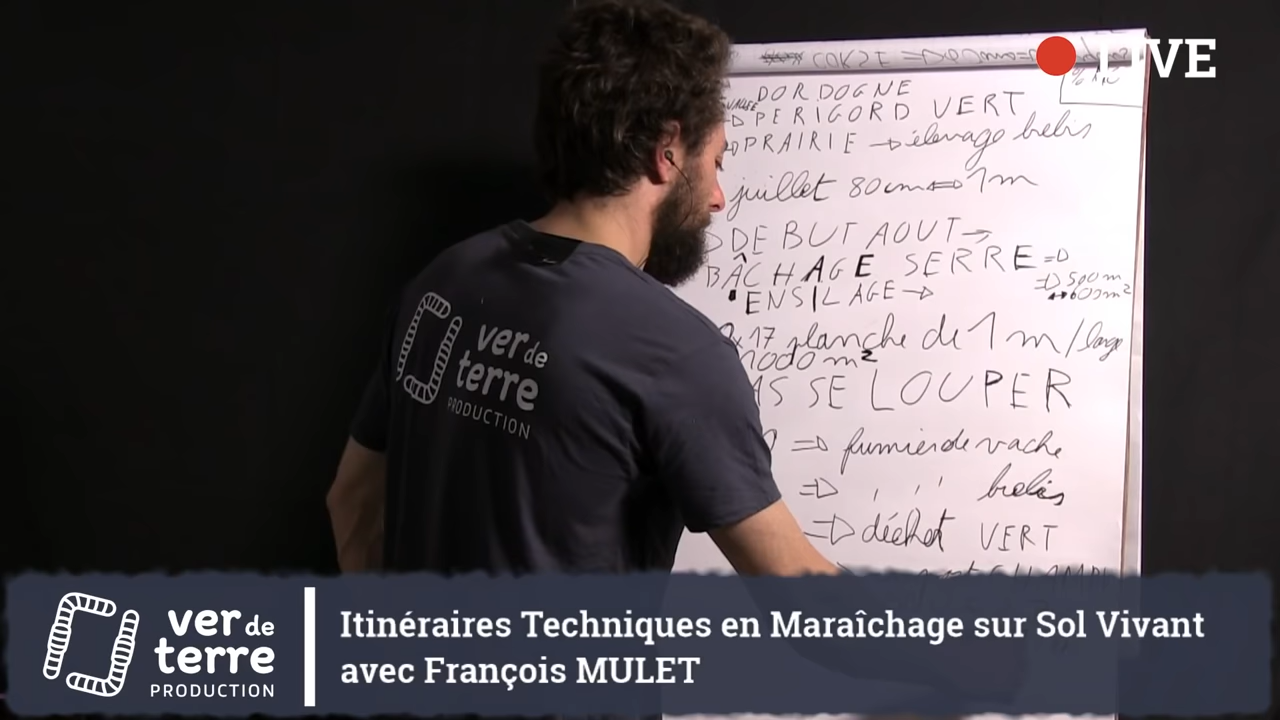 LIVE
DORDOGNE
VALLÉE
PERIGORD VERT
PRAIRIE → élevage brebis
juillet 80cm ⇔ 1m
DEBUT AOUT →
BÂCHAGE SERRE ⇒
⇒ 500m
600m²
ENSILAGE →
17 planche de 1m/large
1000 m²
SE LOUPER
⇒ fumier de vache
⇒ , , , brebis
⇒ déchet VERT
ver de
terre
PRODUCTION
ver de
terre
PRODUCTION
Itinéraires Techniques en Maraîchage sur Sol Vivant
avec François MULET